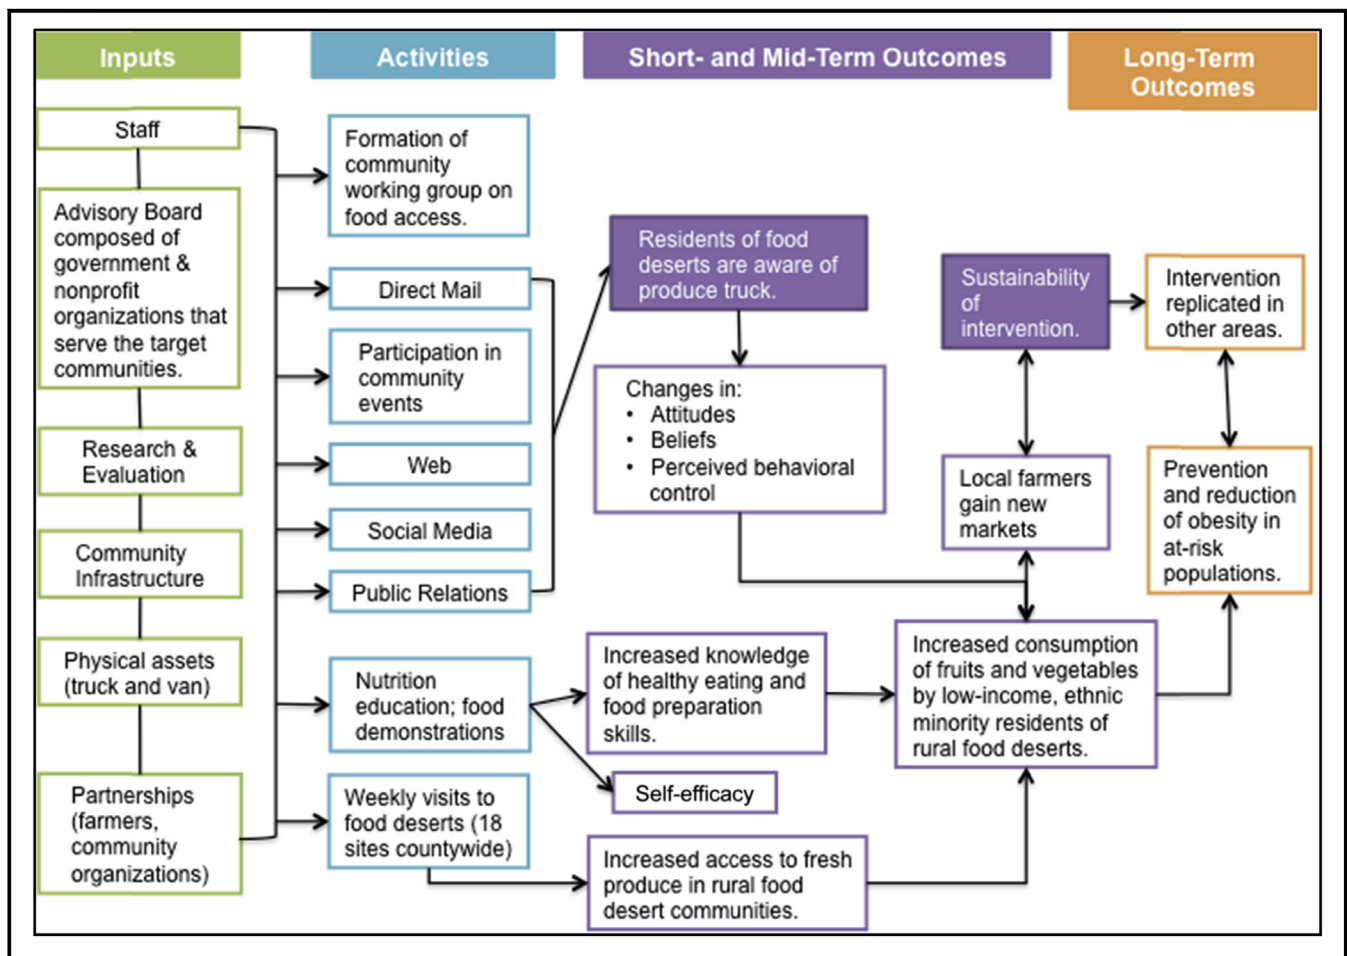 Inputs
Activities
Short- and Mid-Term Outcomes
Long-Term
Outcomes
Staff
Advisory Board
composed of
government &
nonprofit
organizations that
serve the target
communities.
Research &
Evaluation
Community
Infrastructure
Physical assets
(truck and van)
Partnerships
(farmers,
community
organizations)
Formation of
community
working group on
food access.
Direct Mail
Participation in
community
events
Web
Social Media
Public Relations
Nutrition
education; food
demonstrations
Weekly visits to
food deserts (18
sites countywide)
Residents of food
deserts are aware of
produce truck.
Changes in:
• Attitudes
• Beliefs
• Perceived behavioral
control
Increased knowledge
of healthy eating and
food preparation
skills.
Self-efficacy
Increased access to fresh
produce in rural food
desert communities.
Sustainability
of
intervention.
Local farmers
gain new
markets
Increased consumption
of fruits and vegetables
by low-income, ethnic
minority residents of
rural food deserts.
Intervention
replicated in
other areas.
Prevention
and reduction
of obesity in
at-risk
populations.